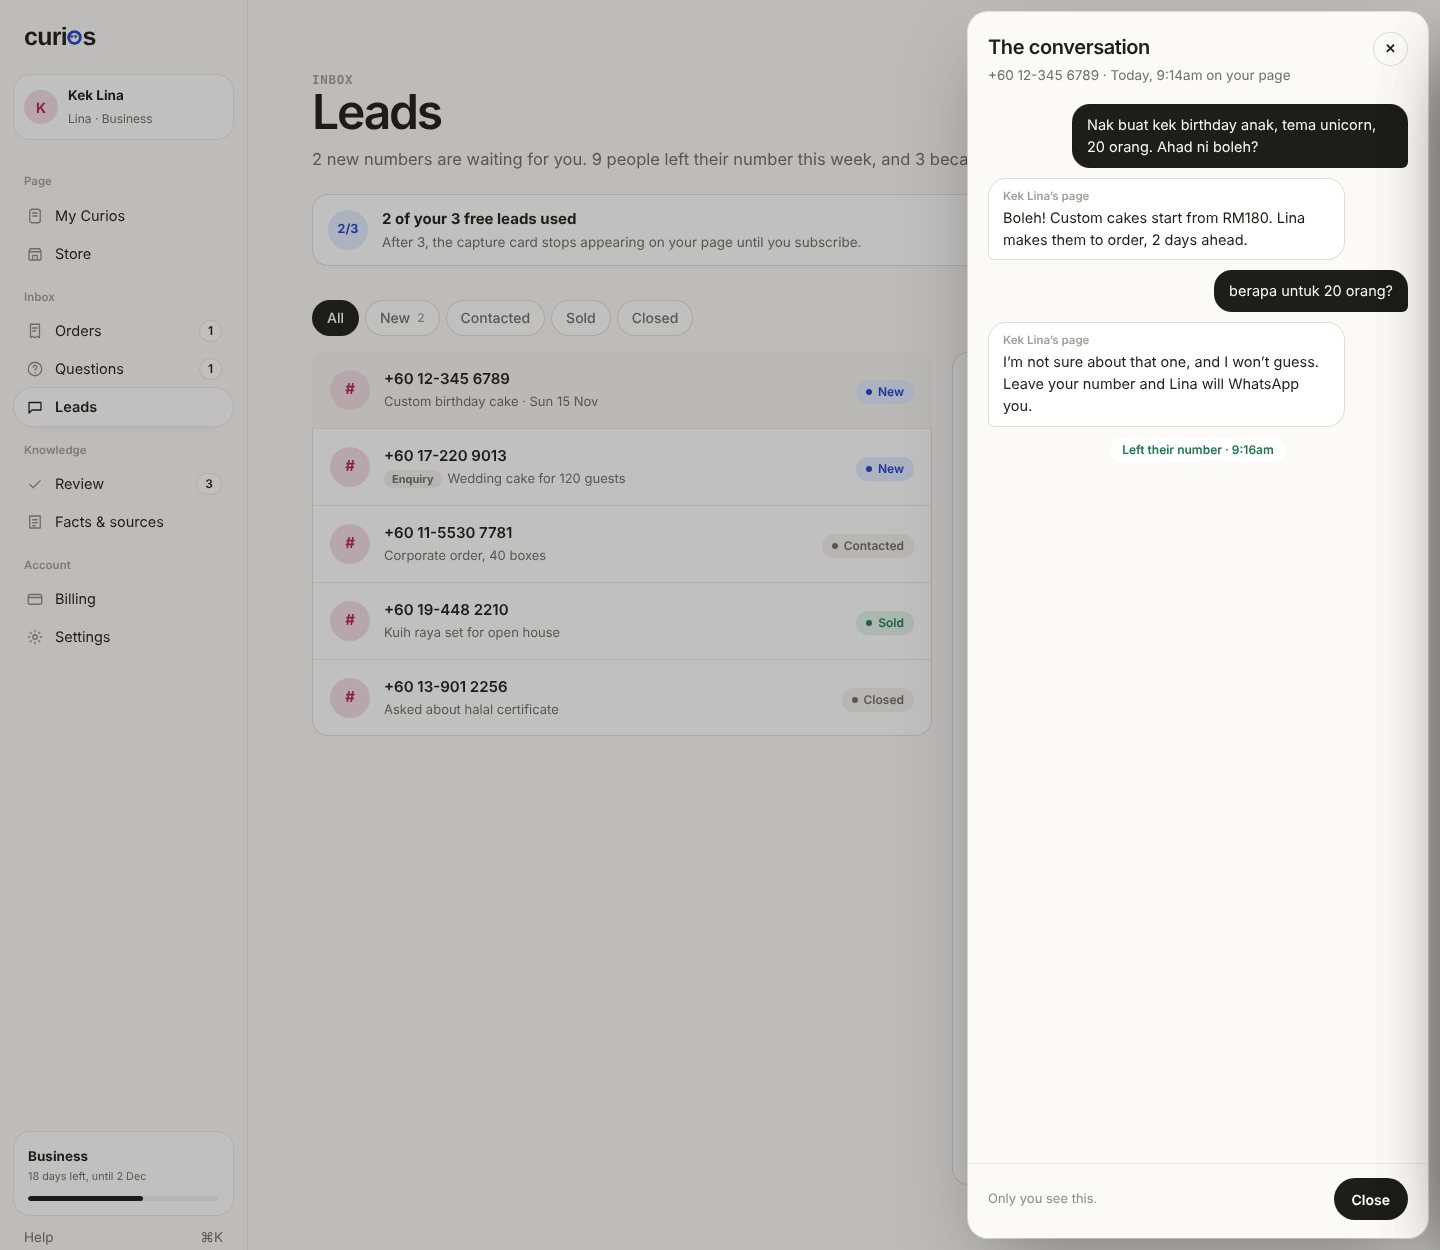 curios
K
Kek Lina
Lina · Business
Page
My Curios
Store
Inbox
Orders 1
Questions 1
Leads
Knowledge
Review 3
Facts & sources
Account
Billing
Settings
Business
18 days left, until 2 Dec
Help ⌘K
INBOX
Leads
2 new numbers are waiting for you. 9 people left their number this week, and 3 beca
2/3
2 of your 3 free leads used
After 3, the capture card stops appearing on your page until you subscribe.
All New 2 Contacted Sold Closed
#
+60 12-345 6789
Custom birthday cake · Sun 15 Nov
New
#
+60 17-220 9013
Enquiry Wedding cake for 120 guests
New
#
+60 11-5530 7781
Corporate order, 40 boxes
Contacted
#
+60 19-448 2210
Kuih raya set for open house
Sold
#
+60 13-901 2256
Asked about halal certificate
Closed
The conversation
×
+60 12-345 6789 · Today, 9:14am on your page
Nak buat kek birthday anak, tema unicorn,
20 orang. Ahad ni boleh?
Kek Lina’s page
Boleh! Custom cakes start from RM180. Lina
makes them to order, 2 days ahead.
berapa untuk 20 orang?
Kek Lina’s page
I’m not sure about that one, and I won’t guess.
Leave your number and Lina will WhatsApp
you.
Left their number · 9:16am
Only you see this.
Close